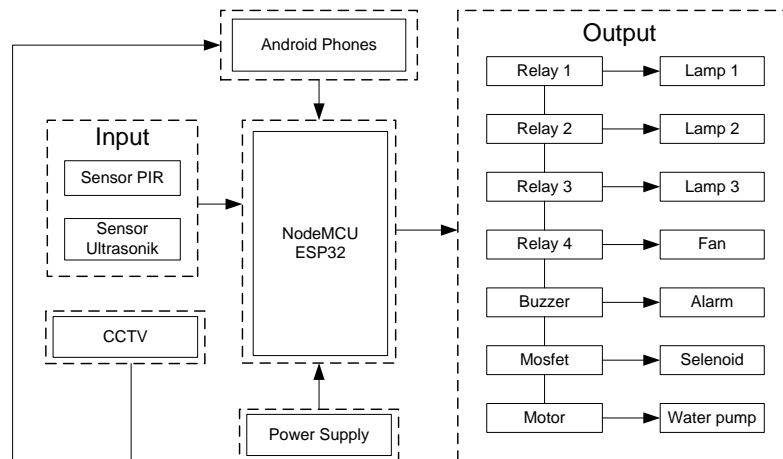 Android Phones
Input
Sensor PIR
Sensor
Ultrasonik
CCTV
NodeMCU
ESP32
Power Supply
Output
Relay 1
Lamp 1
Relay 2
Lamp 2
Relay 3
Lamp 3
Relay 4
Fan
Buzzer
Alarm
Mosfet
Selenoid
Motor
Water pump